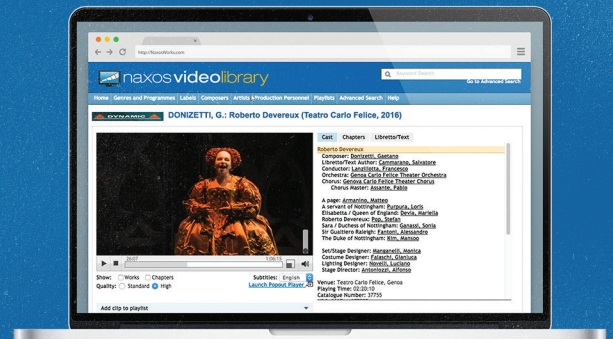 http://NaxosWorks.com
naxosvideolibrary
Keyword Search
Go to Advanced Search
Home Genres and Programmes Labels Composers Artists Production Personnel Playlists Advanced Search Help
DYNAMIC
DONIZETTI, G.: Roberto Devereux (Teatro Carlo Felice, 2016)
Cast Chapters Libretto/Text
Roberto Devereux
Composer: Donizetti, Gaetano
Libretto/Text Author: Cammarano, Salvatore
Conductor: Lanzillotta, Francesco
Orchestra: Genoa Carlo Felice Theater Orchestra
Chorus: Genova Carlo Felice Theater Chorus
Chorus Master: Assante, Pablo
A page: Armanino, Matteo
A servant of Nottingham: Purpura, Loris
Elisabetta / Queen of England: Devia, Mariella
Roberto Devereux: Pop, Stefan
Sara / Duchess of Nottingham: Ganassi, Sonia
Sir Gualtiero Raleigh: Fantoni, Alessandro
The Duke of Nottingham: Kim, Mansoo
Set/Stage Designer: Manganelli, Monica
Costume Designer: Falaschi, Gianluca
Lighting Designer: Novelli, Luciano
Stage Director: Antoniozzi, Alfonso
Venue: Teatro Carlo Felice, Genoa
Playing Time: 02:20:10
Catalogue Number: 37755
26:07 1:06:15
Show: Works Chapters
Quality: Standard High
Subtitles: English
Launch Popout Player
Add clip to playlist